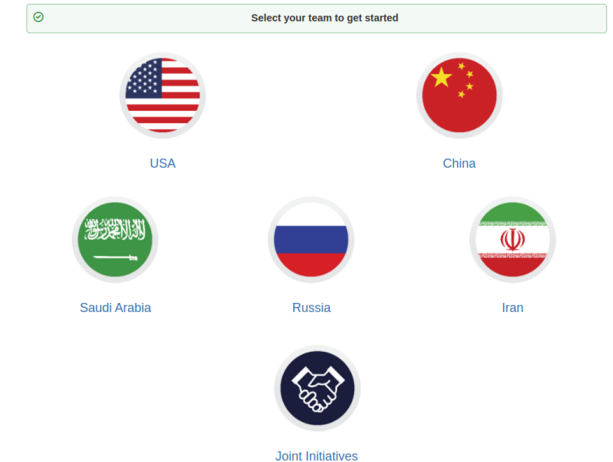 Select your team to get started
USA
China
Saudi Arabia
Russia
Iran
Joint Initiatives